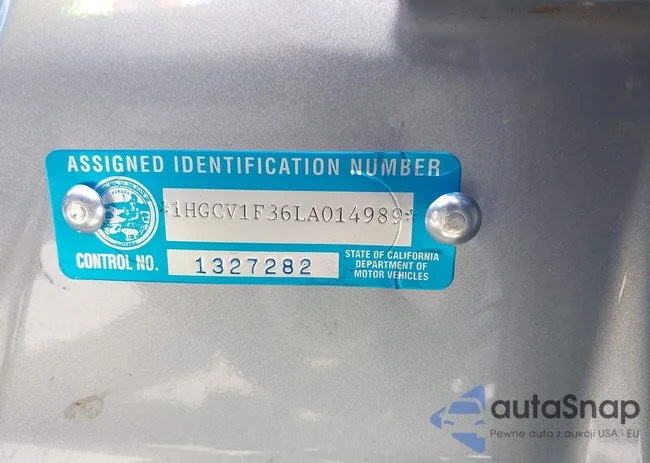 ASSIGNED IDENTIFICATION NUMBER
*1HGCV1F36LA014989*
CONTROL NO. 1327282
STATE OF CALIFORNIA
DEPARTMENT OF
MOTOR VEHICLES
autaSnap
Pewne auta z aukcji USA i EU